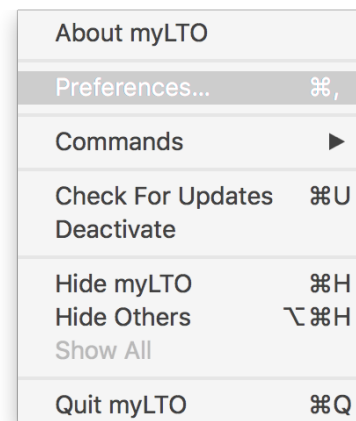 About myLTO
Preferences... ⌘,
Commands ▶
Check For Updates ⌘U
Deactivate
Hide myLTO ⌘H
Hide Others ⌥⌘H
Show All
Quit myLTO ⌘Q